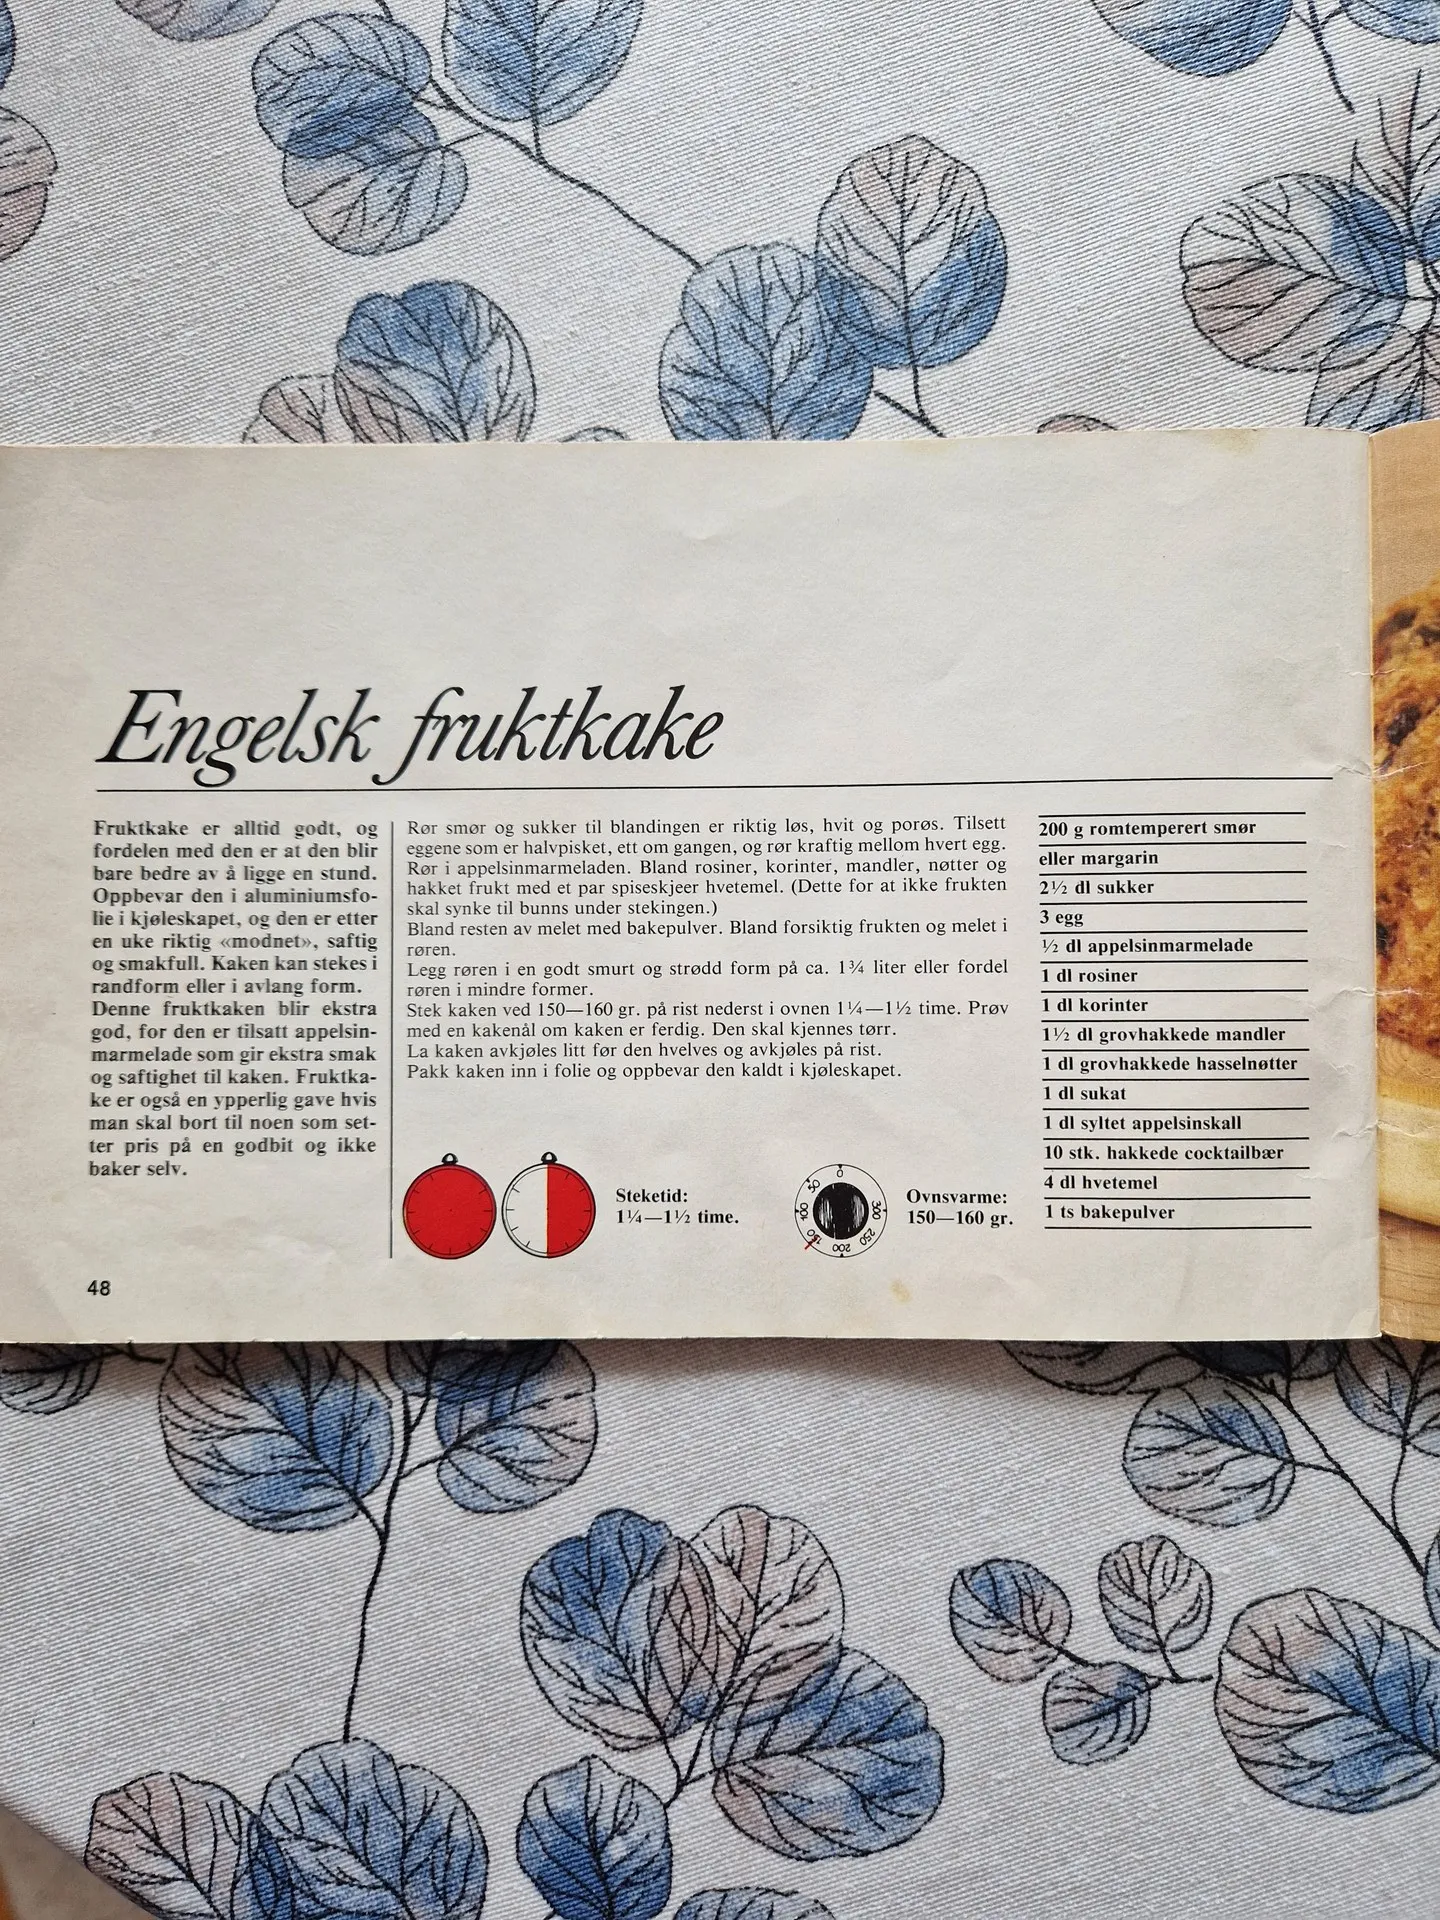 Engelsk fruktkake
Fruktkake er alltid godt, og
fordelen med den er at den blir
bare bedre av å ligge en stund.
Oppbevar den i aluminiumsfo-
lie i kjøleskapet, og den er etter
en uke riktig «modnet», saftig
og smakfull. Kaken kan stekes i
randform eller i avlang form.
Denne fruktkaken blir ekstra
god, for den er tilsatt appelsin-
marmelade som gir ekstra smak
og saftighet til kaken. Fruktka-
ke er også en ypperlig gave hvis
man skal bort til noen som set-
ter pris på en godbit og ikke
baker selv.
Rør smør og sukker til blandingen er riktig løs, hvit og porøs. Tilsett
eggene som er halvpisket, ett om gangen, og rør kraftig mellom hvert egg.
Rør i appelsinmarmeladen. Bland rosiner, korinter, mandler, nøtter og
hakket frukt med et par spiseskjeer hvetemel. (Dette for at ikke frukten
skal synke til bunns under stekingen.)
Bland resten av melet med bakepulver. Bland forsiktig frukten og melet i
røren.
Legg røren i en godt smurt og strødd form på ca. 1¾ liter eller fordel
røren i mindre former.
Stek kaken ved 150—160 gr. på rist nederst i ovnen 1¼—1½ time. Prøv
med en kakenål om kaken er ferdig. Den skal kjennes tørr.
La kaken avkjøles litt før den hvelves og avkjøles på rist.
Pakk kaken inn i folie og oppbevar den kaldt i kjøleskapet.
Steketid:
1¼—1½ time.
0
50
100
150
200
250
300
Ovnsvarme:
150—160 gr.
200 g romtemperert smør
eller margarin
2½ dl sukker
3 egg
½ dl appelsinmarmelade
1 dl rosiner
1 dl korinter
1½ dl grovhakkede mandler
1 dl grovhakkede hasselnøtter
1 dl sukat
1 dl syltet appelsinskall
10 stk. hakkede cocktailbær
4 dl hvetemel
1 ts bakepulver
48